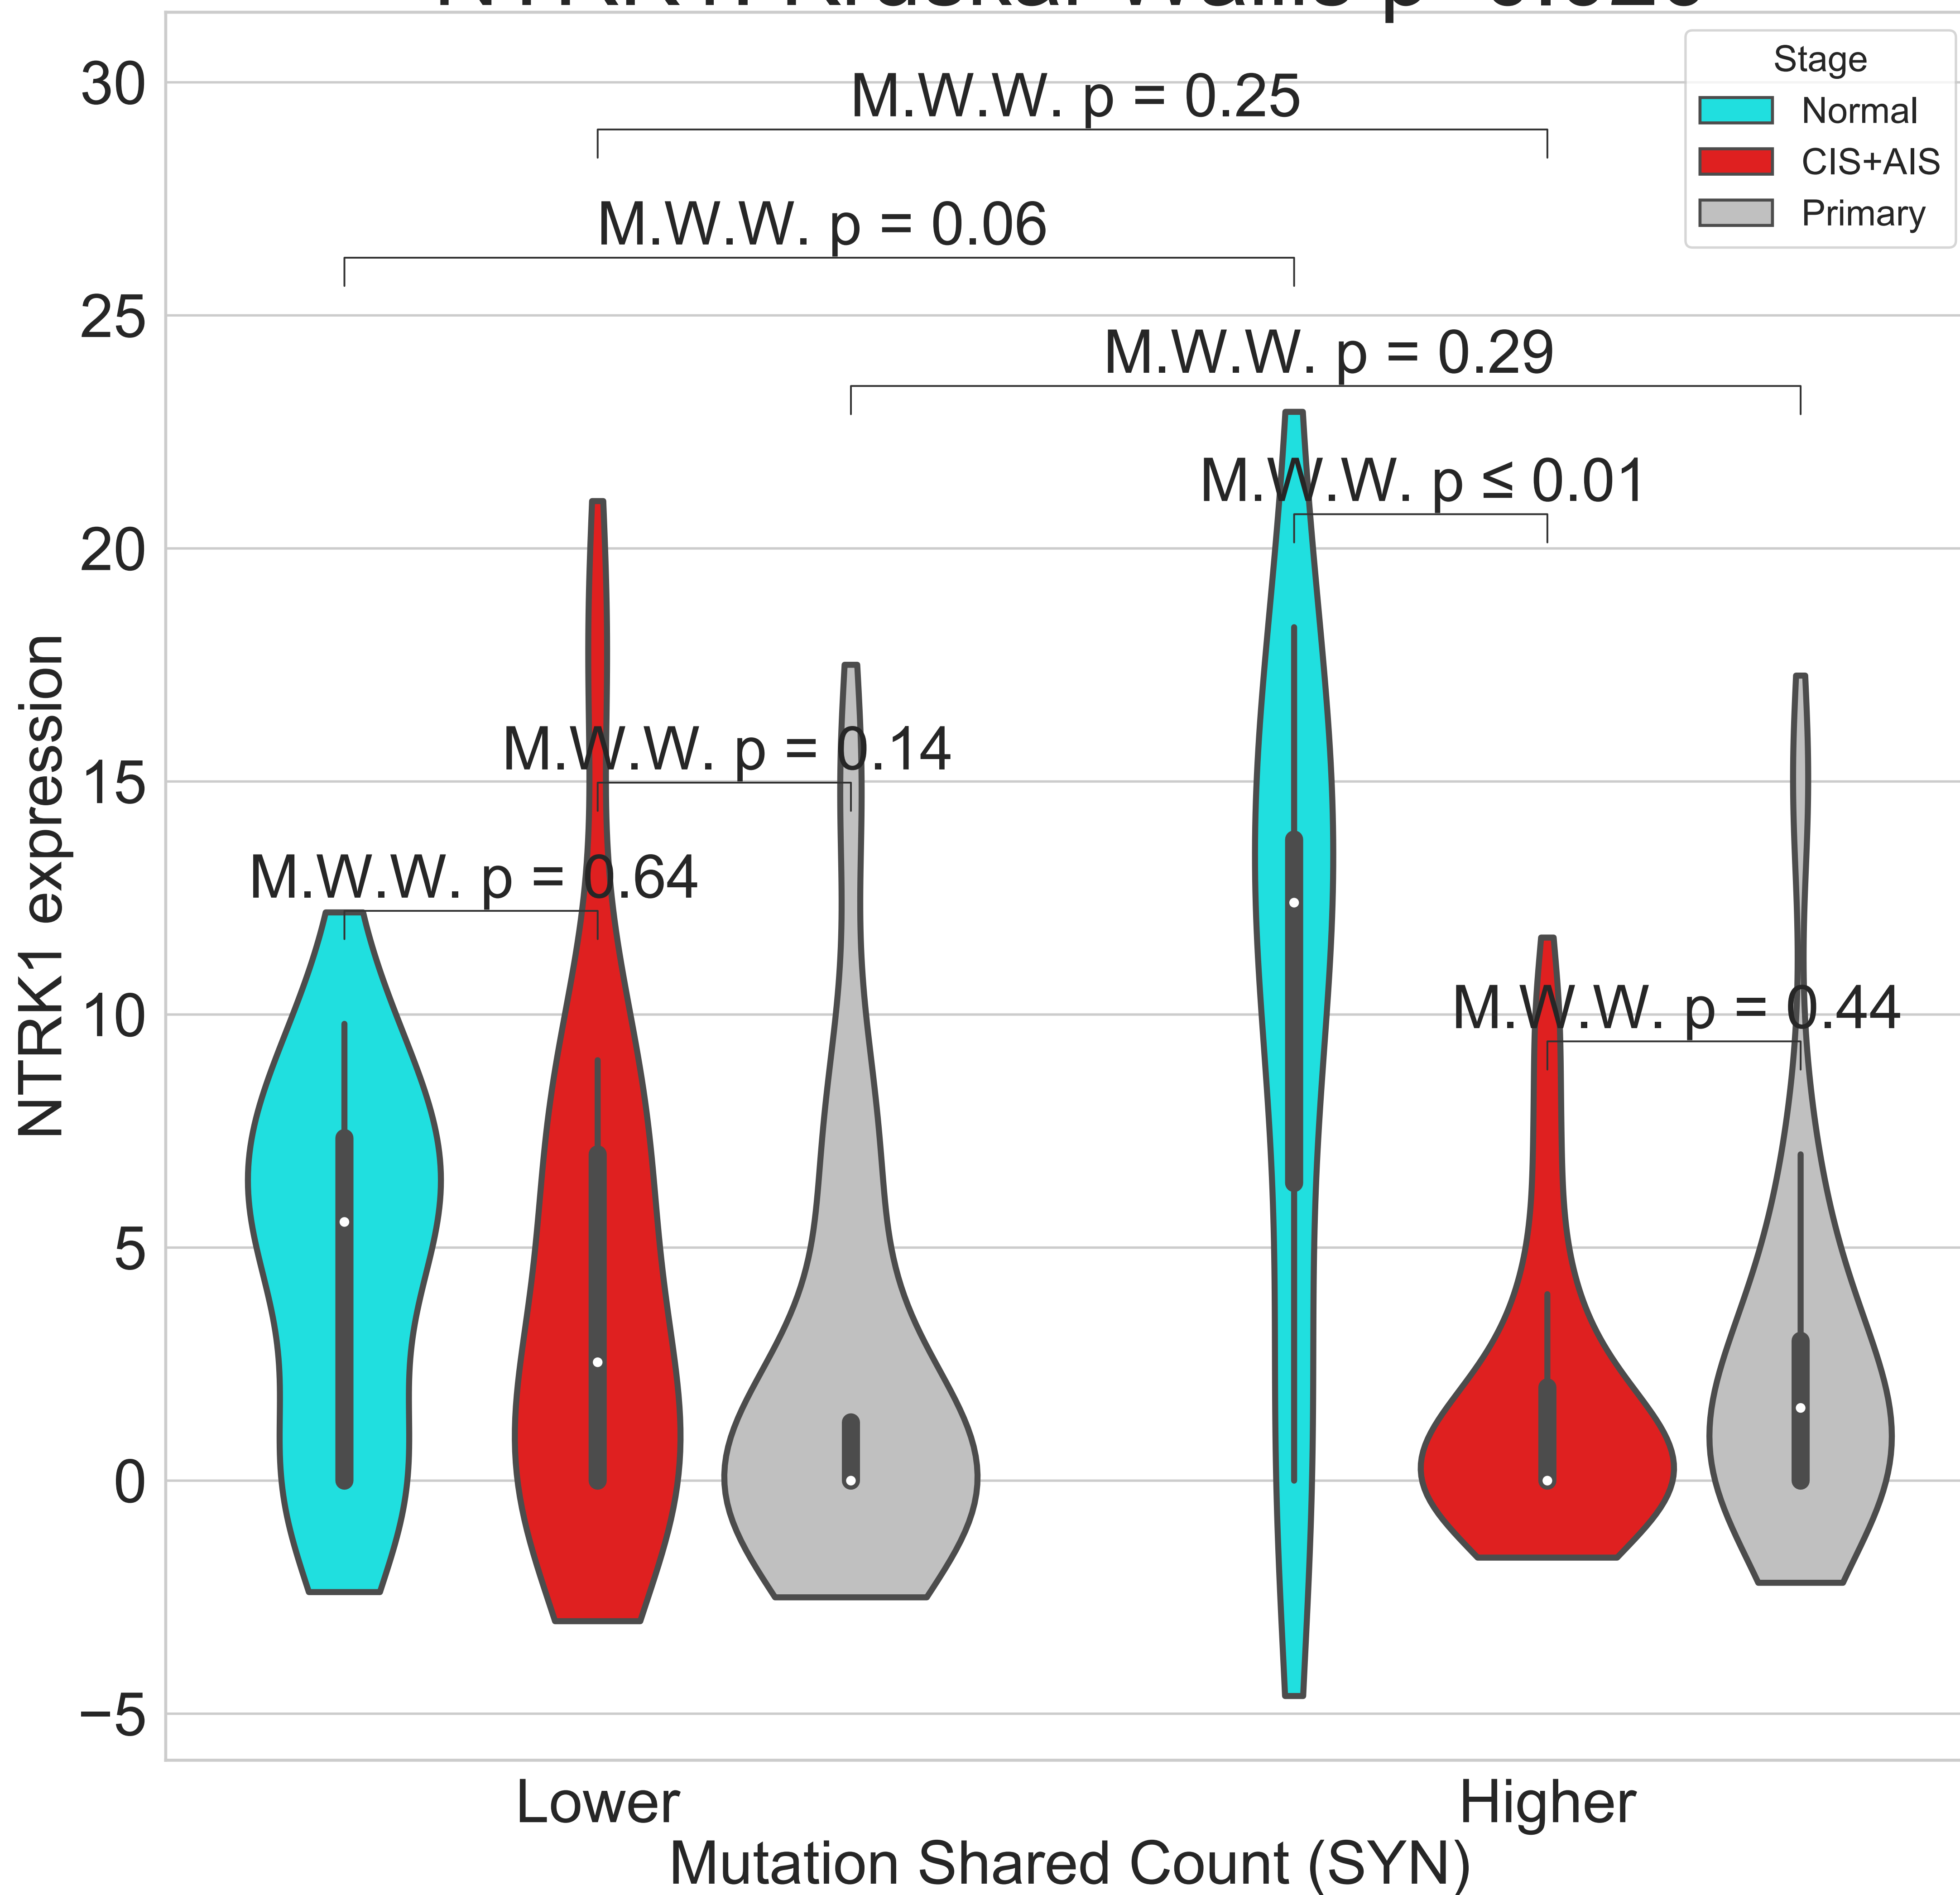 30
25
20
15
10
5
0
−5
NTRK1 expression
M.W.W. p = 0.25
M.W.W. p = 0.06
M.W.W. p = 0.29
M.W.W. p ≤ 0.01
M.W.W. p = 0.14
M.W.W. p = 0.64
M.W.W. p = 0.44
Stage
Normal
CIS+AIS
Primary
Lower
Higher
Mutation Shared Count (SYN)